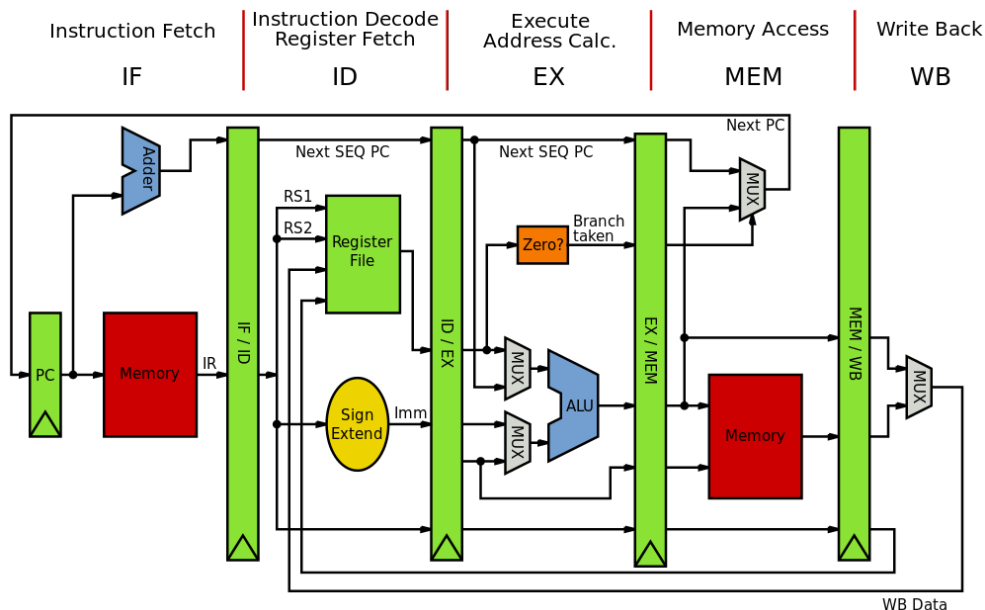 Instruction Fetch
Instruction Decode
Register Fetch
Execute
Address Calc.
Memory Access
Write Back
IF
ID
EX
MEM
WB
Next PC
Adder
Next SEQ PC
Next SEQ PC
MUX
RS1
RS2
Register
File
Branch
taken
Zero?
IF / ID
ID / EX
EX / MEM
MEM / WB
PC
Memory
IR
MUX
ALU
MUX
Sign
Extend
Imm
MUX
Memory
WB Data